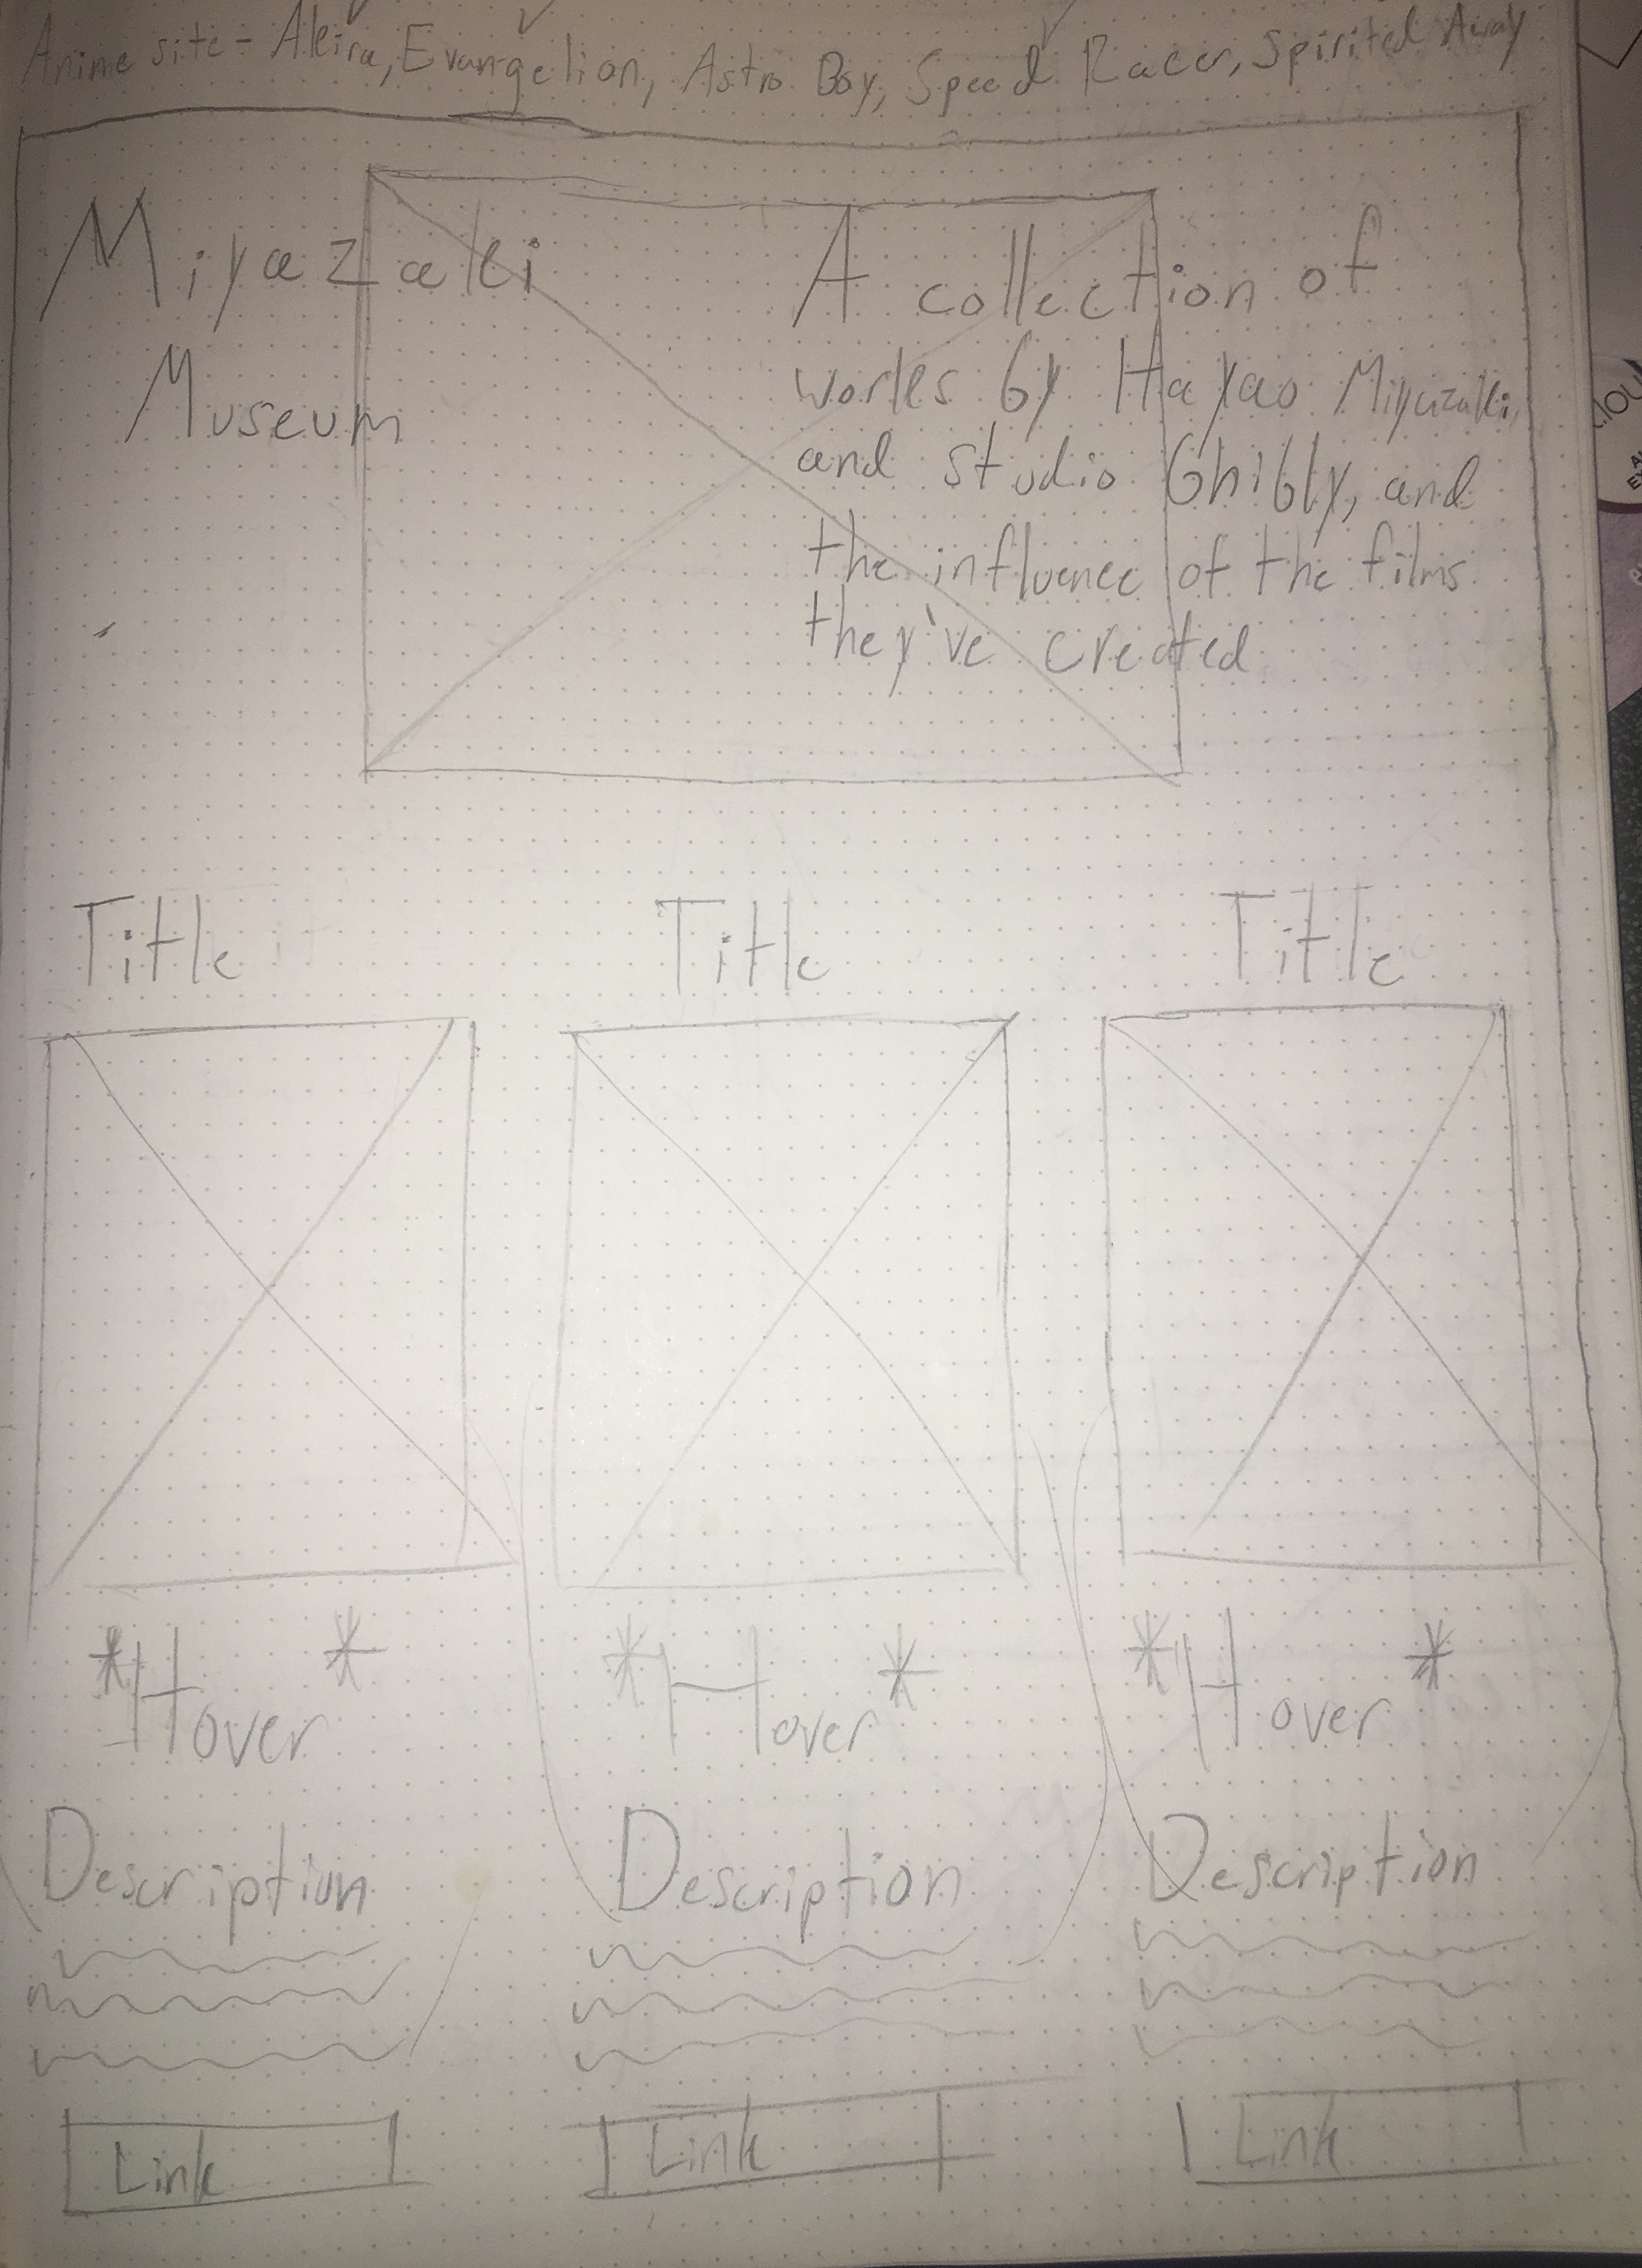 Anime site - Akira, Evangelion, Astro Boy, Speed Racer, Spirited Away
Miyazaki
Museum
A collection of
works by Hayao Miyazaki,
and studio Ghibly, and
the influence of the films
they've created
Title Title Title
*Hover* *Hover* *Hover*
Description Description Description
Link Link Link